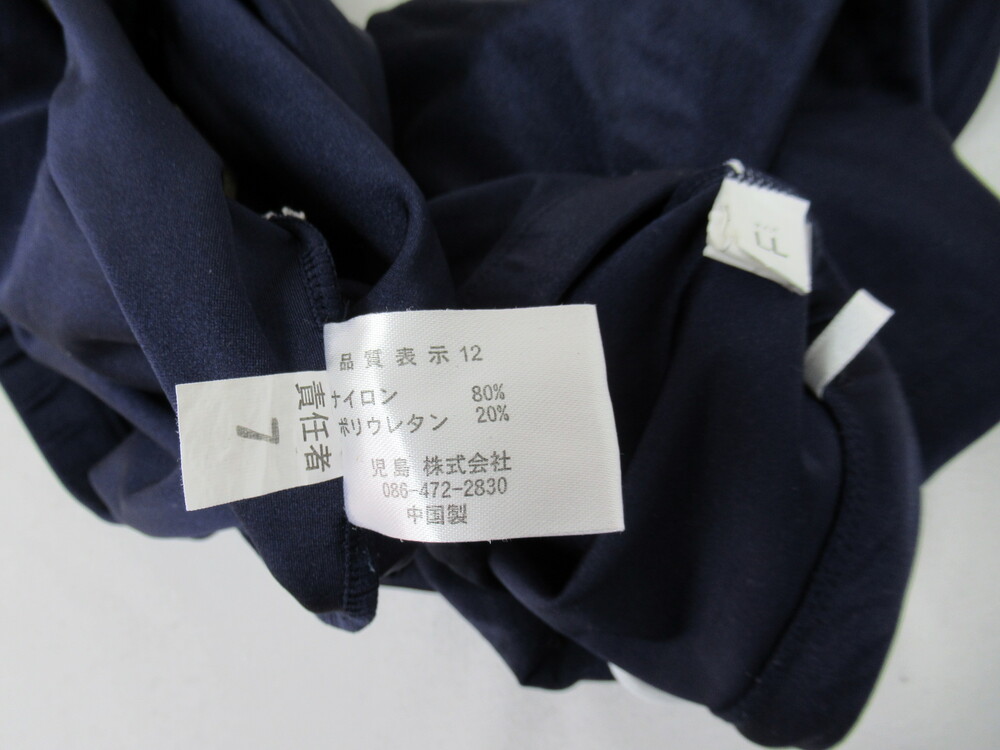 品質表示 12
ナイロン 80%
ポリウレタン 20%
児島 株式会社
086-472-2830
中国製
責任者
7
F